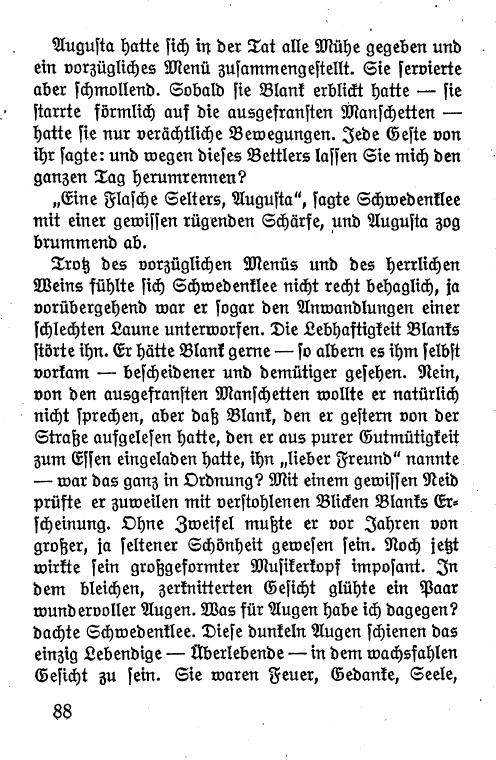 Augusta hatte sich in der Tat alle Mühe gegeben und
ein vorzügliches Menü zusammengestellt. Sie servierte
aber schmollend. Sobald sie Blank erblickt hatte — sie
starrte förmlich auf die ausgefransten Manschetten —
hatte sie nur verächtliche Bewegungen. Jede Geste von
ihr sagte: und wegen dieses Bettlers lassen Sie mich den
ganzen Tag herumrennen?
„Eine Flasche Selters, Augusta“, sagte Schwedenklee
mit einer gewissen rügenden Schärfe, und Augusta zog
brummend ab.
Trotz des vorzüglichen Menüs und des herrlichen
Weins fühlte sich Schwedenklee nicht recht behaglich, ja
vorübergehend war er sogar den Anwandlungen einer
schlechten Laune unterworfen. Die Lebhaftigkeit Blanks
störte ihn. Er hätte Blank gerne — so albern es ihm selbst
vorkam — bescheidener und demütiger gesehen. Nein,
von den ausgefransten Manschetten wollte er natürlich
nicht sprechen, aber daß Blank, den er gestern von der
Straße aufgelesen hatte, den er aus purer Gutmütigkeit
zum Essen eingeladen hatte, ihn „lieber Freund“ nannte
— war das ganz in Ordnung? Mit einem gewissen Neid
prüfte er zuweilen mit verstohlenen Blicken Blanks Er-
scheinung. Ohne Zweifel mußte er vor Jahren von
großer, ja seltener Schönheit gewesen sein. Noch jetzt
wirkte sein großgeformter Musikerkopf imposant. In
dem bleichen, zerknitterten Gesicht glühte ein Paar
wundervoller Augen. Was für Augen habe ich dagegen?
dachte Schwedenklee. Diese dunkeln Augen schienen das
einzig Lebendige — Überlebende — in dem wachsfahlen
Gesicht zu sein. Sie waren Feuer, Gedanke, Seele,
88